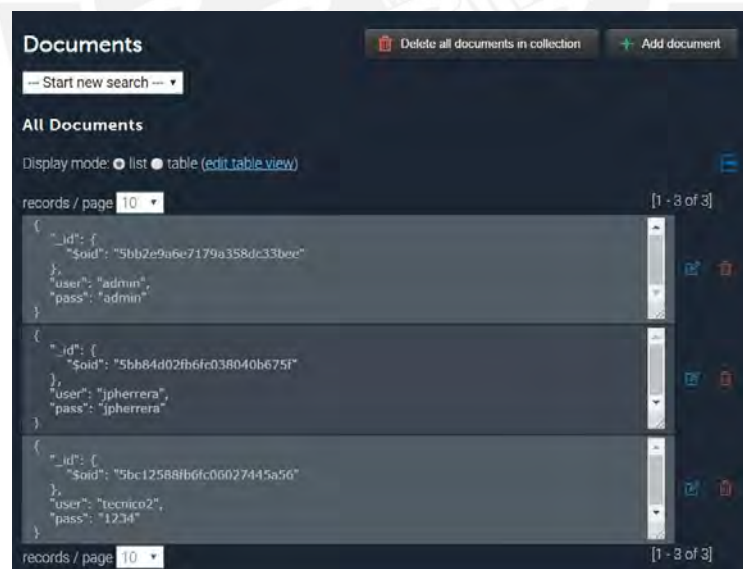 Documents
Delete all documents in collection
Add document
--- Start new search ---
All Documents
Display mode: list table (edit table view)
records / page 10
[1 - 3 of 3]
{
"_id": {
"$oid": "5bb2e9a6e7179a358dc33bee"
},
"user": "admin",
"pass": "admin"
}
{
"_id": {
"$oid": "5bb84d02fb6fc038040b675f"
},
"user": "jpherrera",
"pass": "jpherrera"
}
{
"_id": {
"$oid": "5bc12588fb6fc06027445a56"
},
"user": "tecnico2",
"pass": "1234"
}
records / page 10
[1 - 3 of 3]